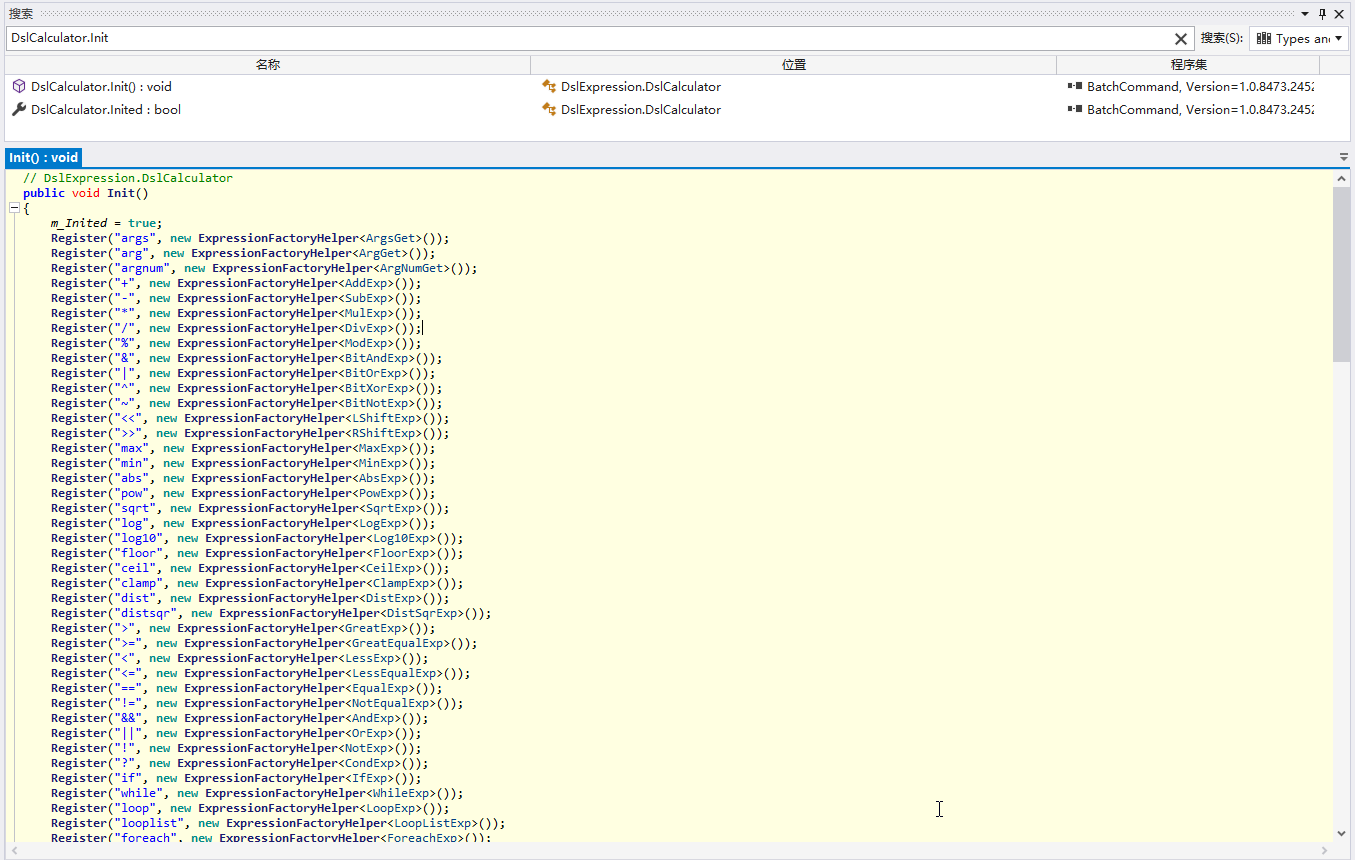 搜索
DslCalculator.Init 搜索(S): Types an
名称 位置 程序集
DslCalculator.Init() : void DslExpression.DslCalculator BatchCommand, Version=1.0.8473.2452
DslCalculator.Inited : bool DslExpression.DslCalculator BatchCommand, Version=1.0.8473.2452
Init() : void
// DslExpression.DslCalculator
public void Init()
{
m_Inited = true;
Register("args", new ExpressionFactoryHelper<ArgsGet>());
Register("arg", new ExpressionFactoryHelper<ArgGet>());
Register("argnum", new ExpressionFactoryHelper<ArgNumGet>());
Register("+", new ExpressionFactoryHelper<AddExp>());
Register("-", new ExpressionFactoryHelper<SubExp>());
Register("*", new ExpressionFactoryHelper<MulExp>());
Register("/", new ExpressionFactoryHelper<DivExp>());
Register("%", new ExpressionFactoryHelper<ModExp>());
Register("&", new ExpressionFactoryHelper<BitAndExp>());
Register("|", new ExpressionFactoryHelper<BitOrExp>());
Register("^", new ExpressionFactoryHelper<BitXorExp>());
Register("~", new ExpressionFactoryHelper<BitNotExp>());
Register("<<", new ExpressionFactoryHelper<LShiftExp>());
Register(">>", new ExpressionFactoryHelper<RShiftExp>());
Register("max", new ExpressionFactoryHelper<MaxExp>());
Register("min", new ExpressionFactoryHelper<MinExp>());
Register("abs", new ExpressionFactoryHelper<AbsExp>());
Register("pow", new ExpressionFactoryHelper<PowExp>());
Register("sqrt", new ExpressionFactoryHelper<SqrtExp>());
Register("log", new ExpressionFactoryHelper<LogExp>());
Register("log10", new ExpressionFactoryHelper<Log10Exp>());
Register("floor", new ExpressionFactoryHelper<FloorExp>());
Register("ceil", new ExpressionFactoryHelper<CeilExp>());
Register("clamp", new ExpressionFactoryHelper<ClampExp>());
Register("dist", new ExpressionFactoryHelper<DistExp>());
Register("distsqr", new ExpressionFactoryHelper<DistSqrExp>());
Register(">", new ExpressionFactoryHelper<GreatExp>());
Register(">=", new ExpressionFactoryHelper<GreatEqualExp>());
Register("<", new ExpressionFactoryHelper<LessExp>());
Register("<=", new ExpressionFactoryHelper<LessEqualExp>());
Register("==", new ExpressionFactoryHelper<EqualExp>());
Register("!=", new ExpressionFactoryHelper<NotEqualExp>());
Register("&&", new ExpressionFactoryHelper<AndExp>());
Register("||", new ExpressionFactoryHelper<OrExp>());
Register("!", new ExpressionFactoryHelper<NotExp>());
Register("?", new ExpressionFactoryHelper<CondExp>());
Register("if", new ExpressionFactoryHelper<IfExp>());
Register("while", new ExpressionFactoryHelper<WhileExp>());
Register("loop", new ExpressionFactoryHelper<LoopExp>());
Register("looplist", new ExpressionFactoryHelper<LoopListExp>());
Register("foreach", new ExpressionFactoryHelper<ForeachExp>());